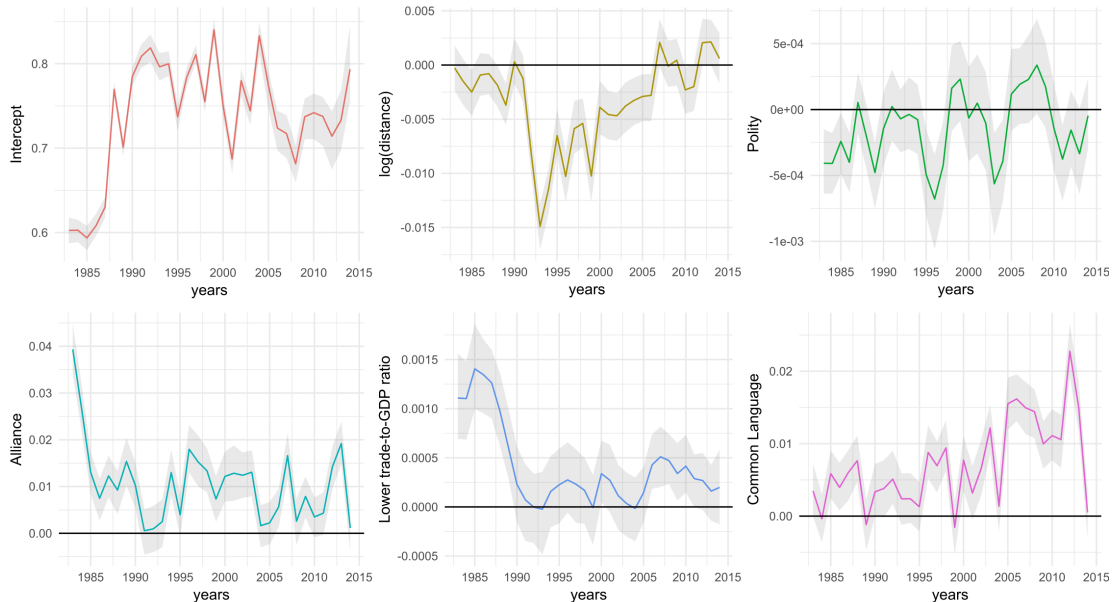 Intercept
0.8
0.7
0.6
1985 1990 1995 2000 2005 2010 2015
years
log(distance)
0.000
-0.005
-0.010
-0.015
1985 1990 1995 2000 2005 2010 2015
years
Polity
5e-04
0e+00
-5e-04
-1e-03
1985 1990 1995 2000 2005 2010 2015
years
Alliance
0.04
0.03
0.02
0.01
0.00
1985 1990 1995 2000 2005 2010 2015
years
Lower trade-to-GDP ratio
0.0015
0.0010
0.0005
0.0000
-0.0005
1985 1990 1995 2000 2005 2010 2015
years
Common Language
0.02
0.01
0.00
1985 1990 1995 2000 2005 2010 2015
years